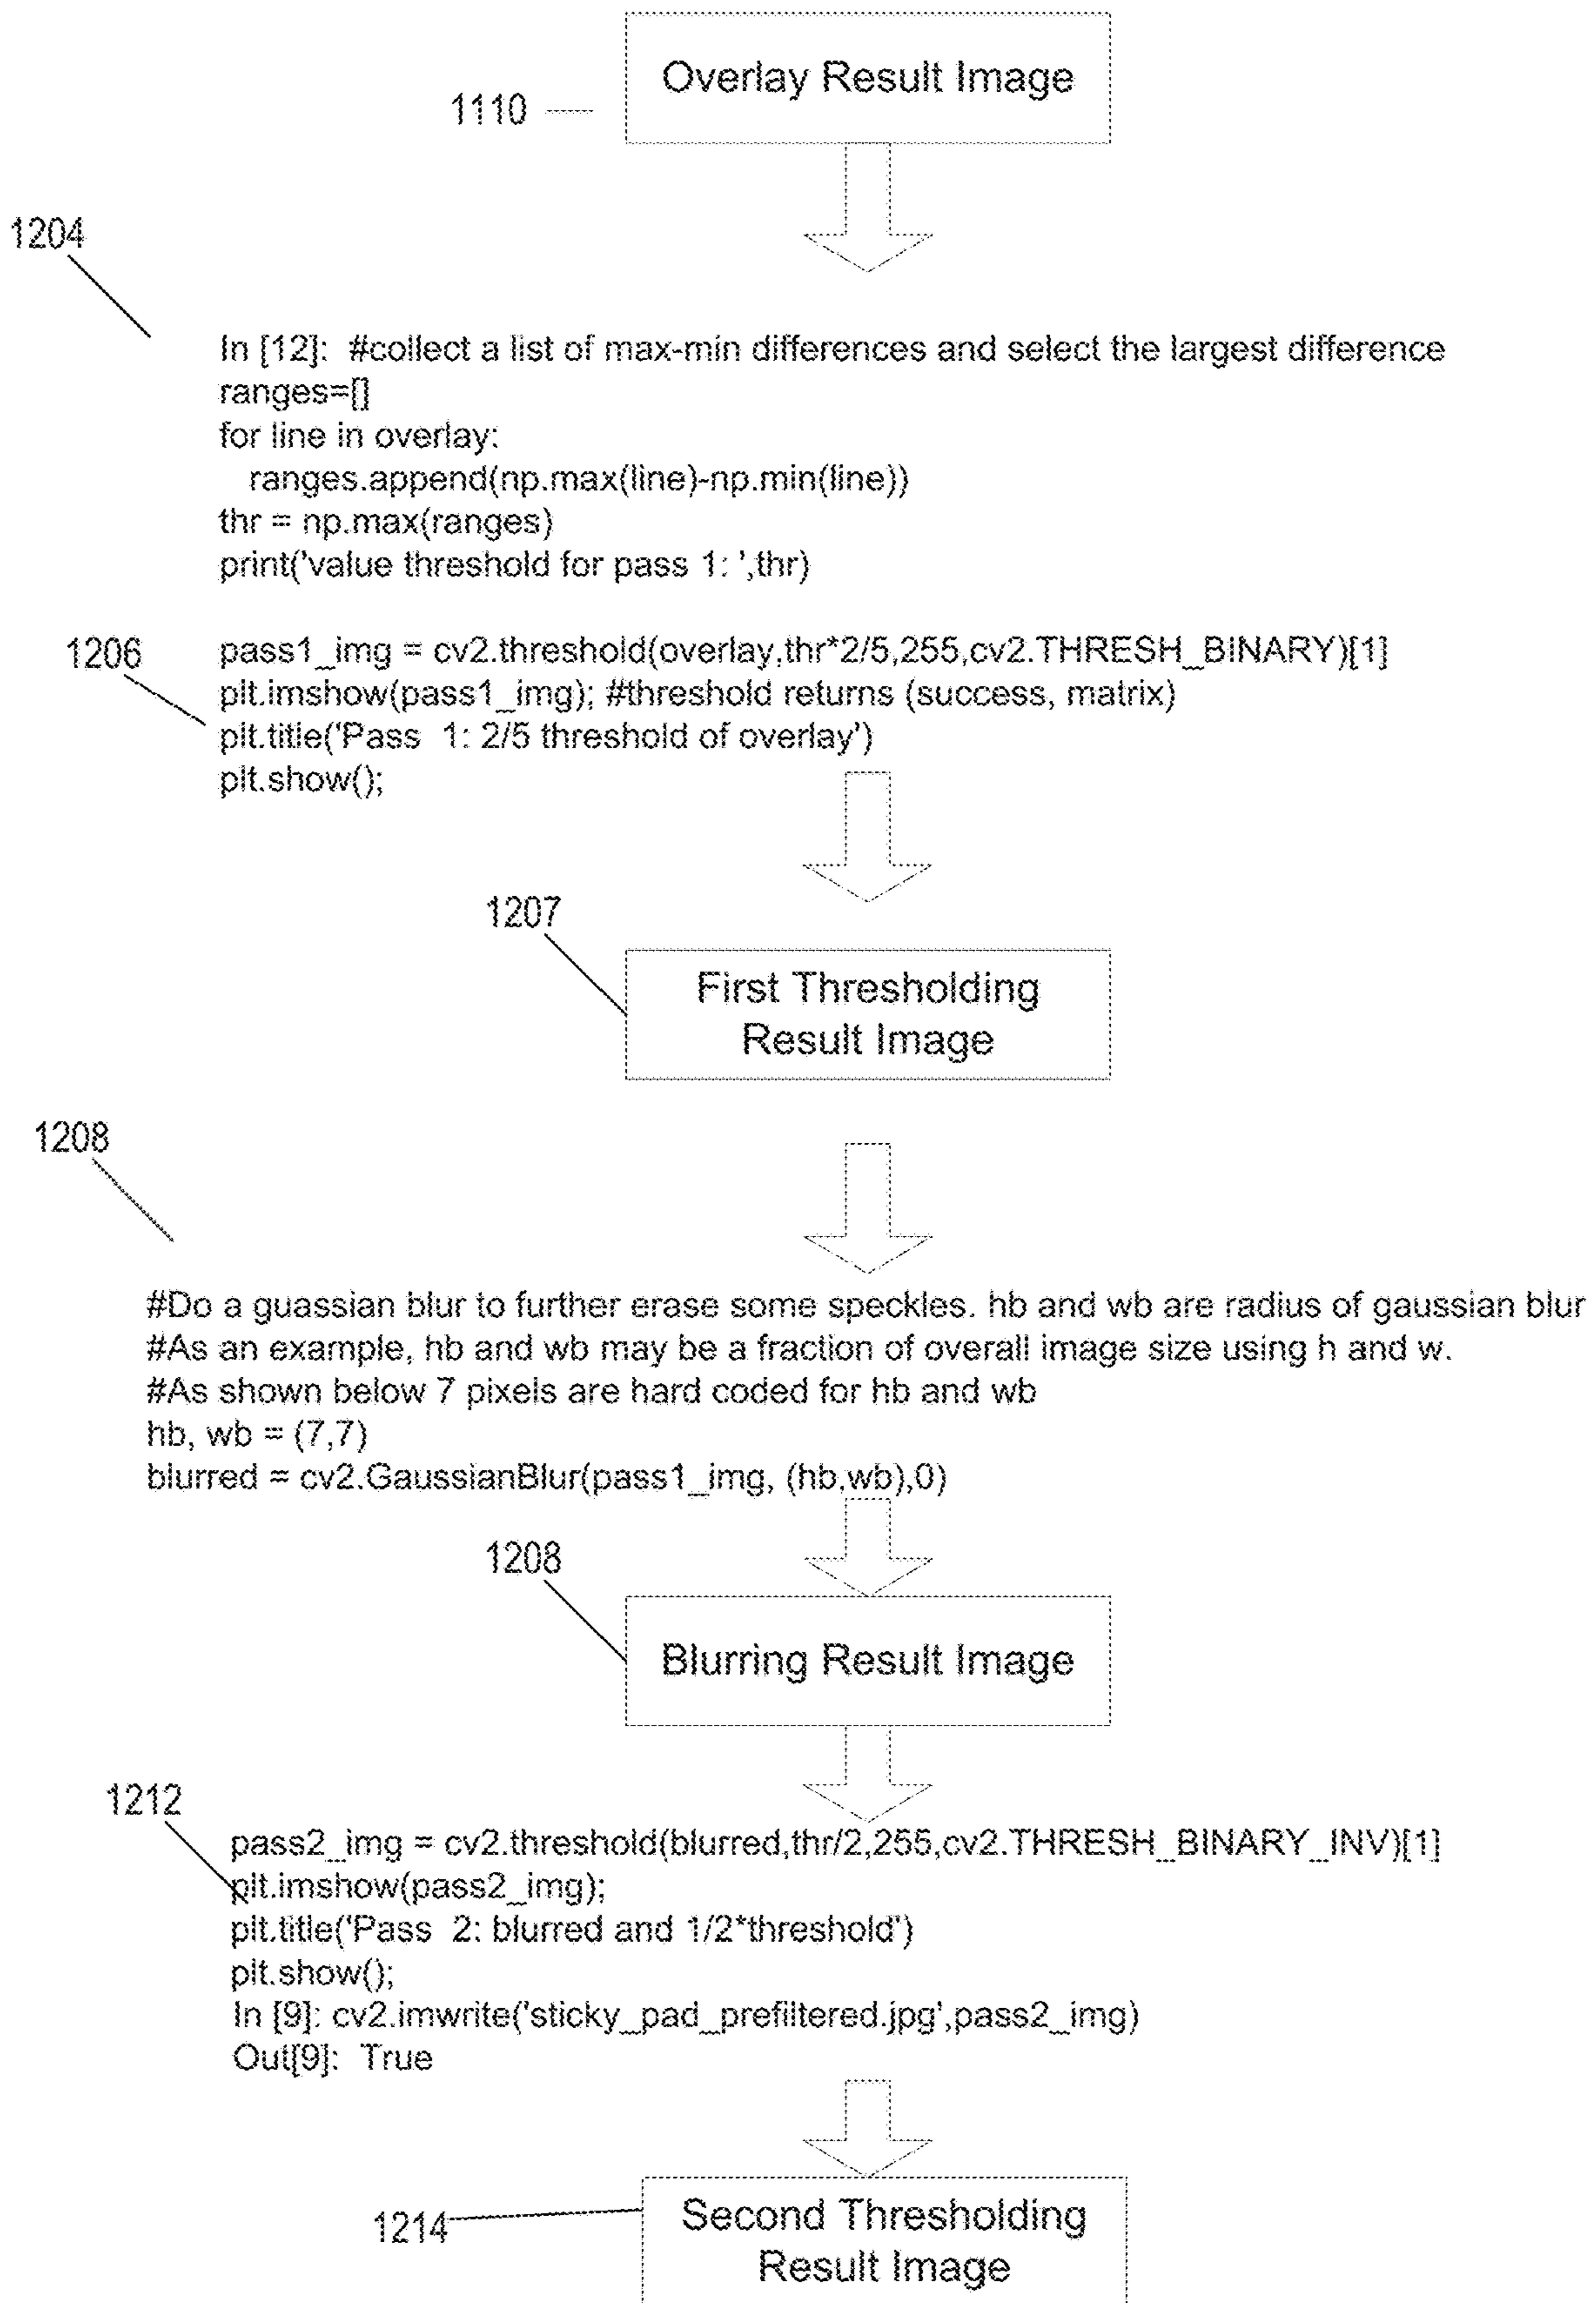 Overlay Result Image
1110
1204
In [12]:  #collect a list of max-min differences and select the largest difference
ranges=[]
for line in overlay:
   ranges.append(np.max(line)-np.min(line))
thr = np.max(ranges)
print('value threshold for pass 1: ',thr)
1206
pass1_img = cv2.threshold(overlay,thr*2/5,255,cv2.THRESH_BINARY)[1]
plt.imshow(pass1_img); #threshold returns (success, matrix)
plt.title('Pass  1: 2/5 threshold of overlay')
plt.show();
1207
First Thresholding
Result Image
1208
#Do a guassian blur to further erase some speckles. hb and wb are radius of gaussian blur
#As an example, hb and wb may be a fraction of overall image size using h and w.
#As shown below 7 pixels are hard coded for hb and wb
hb, wb = (7,7)
blurred = cv2.GaussianBlur(pass1_img, (hb,wb),0)
1208
Blurring Result Image
1212
pass2_img = cv2.threshold(blurred,thr/2,255,cv2.THRESH_BINARY_INV)[1]
plt.imshow(pass2_img);
plt.title('Pass  2: blurred and 1/2*threshold')
plt.show();
In [9]: cv2.imwrite('sticky_pad_prefiltered.jpg',pass2_img)
Out[9]:  True
1214
Second Thresholding
Result Image